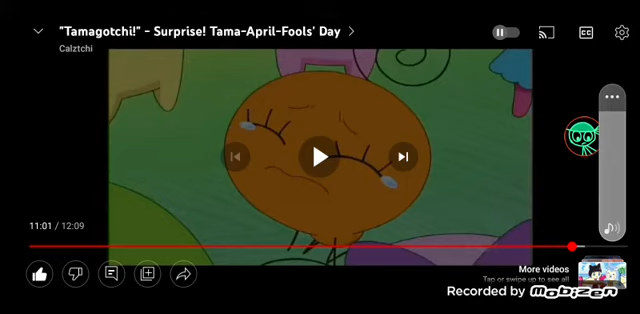 "Tamagotchi!" - Surprise! Tama-April-Fools' Day
Calztchi
CC
11:01 / 12:09
More videos
Tap or swipe up to see all
Recorded by Mobizen